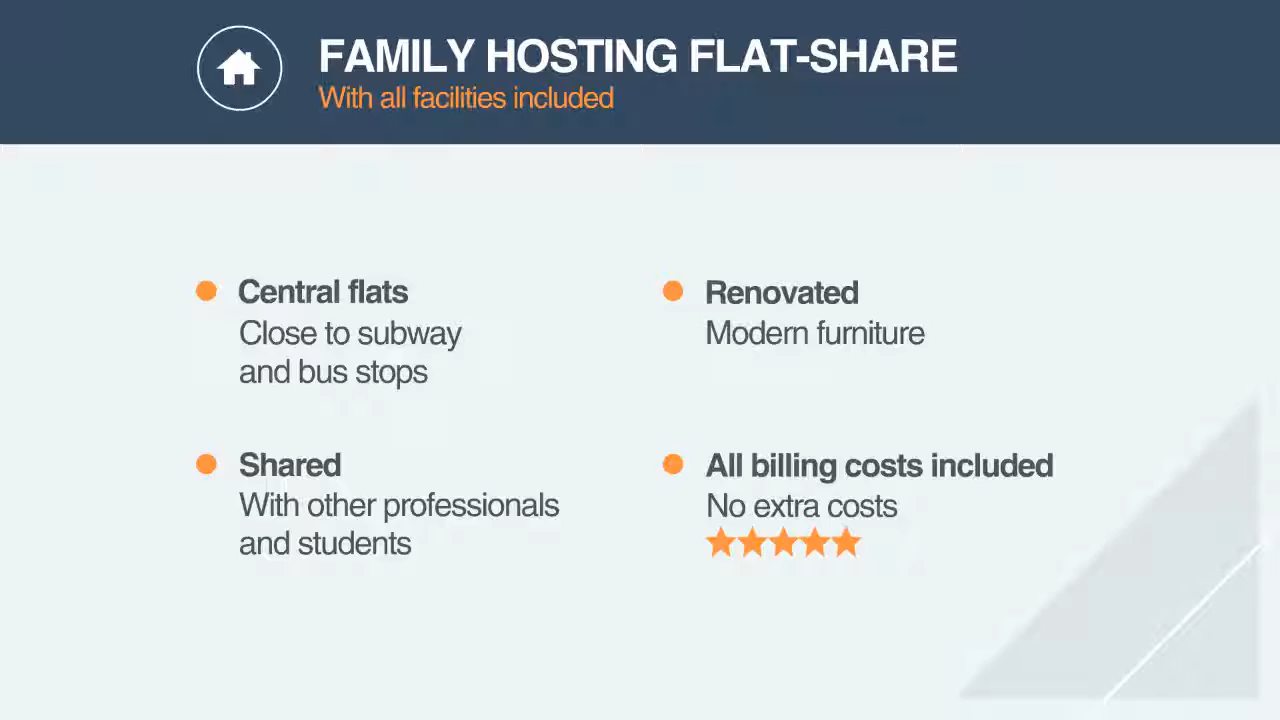 FAMILY HOSTING FLAT-SHARE
With all facilities included
Central flats
Close to subway
and bus stops
Renovated
Modern furniture
Shared
With other professionals
and students
All billing costs included
No extra costs